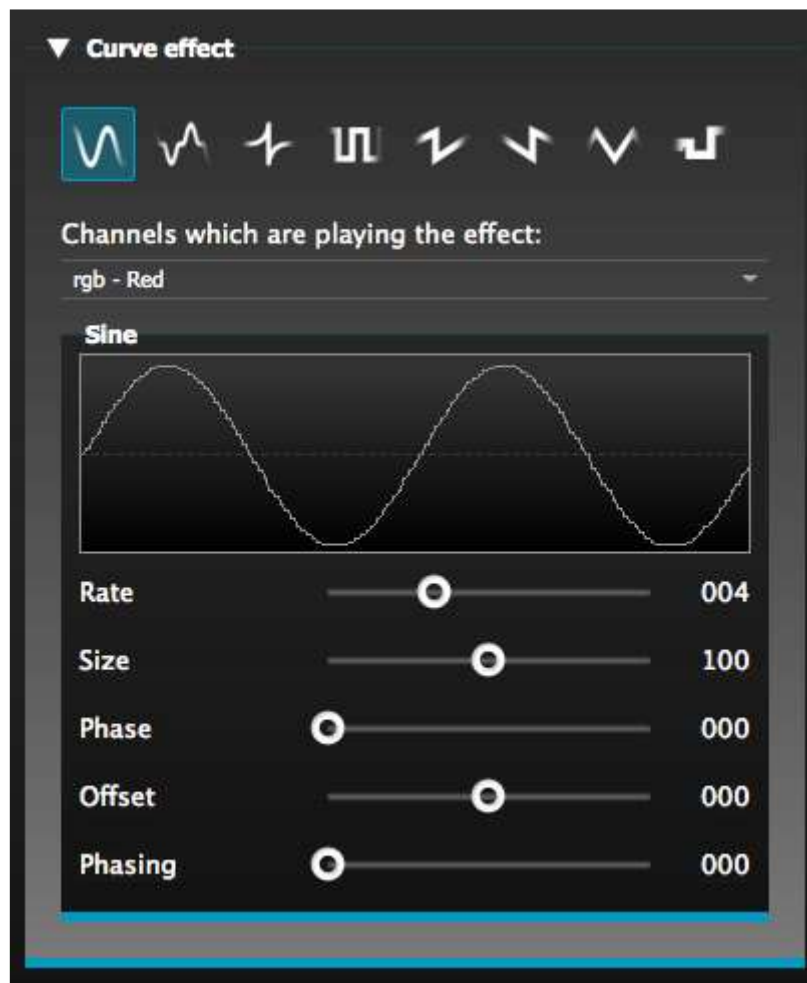 Curve effect
Channels which are playing the effect:
rgb - Red
Sine
Rate 004
Size 100
Phase 000
Offset 000
Phasing 000